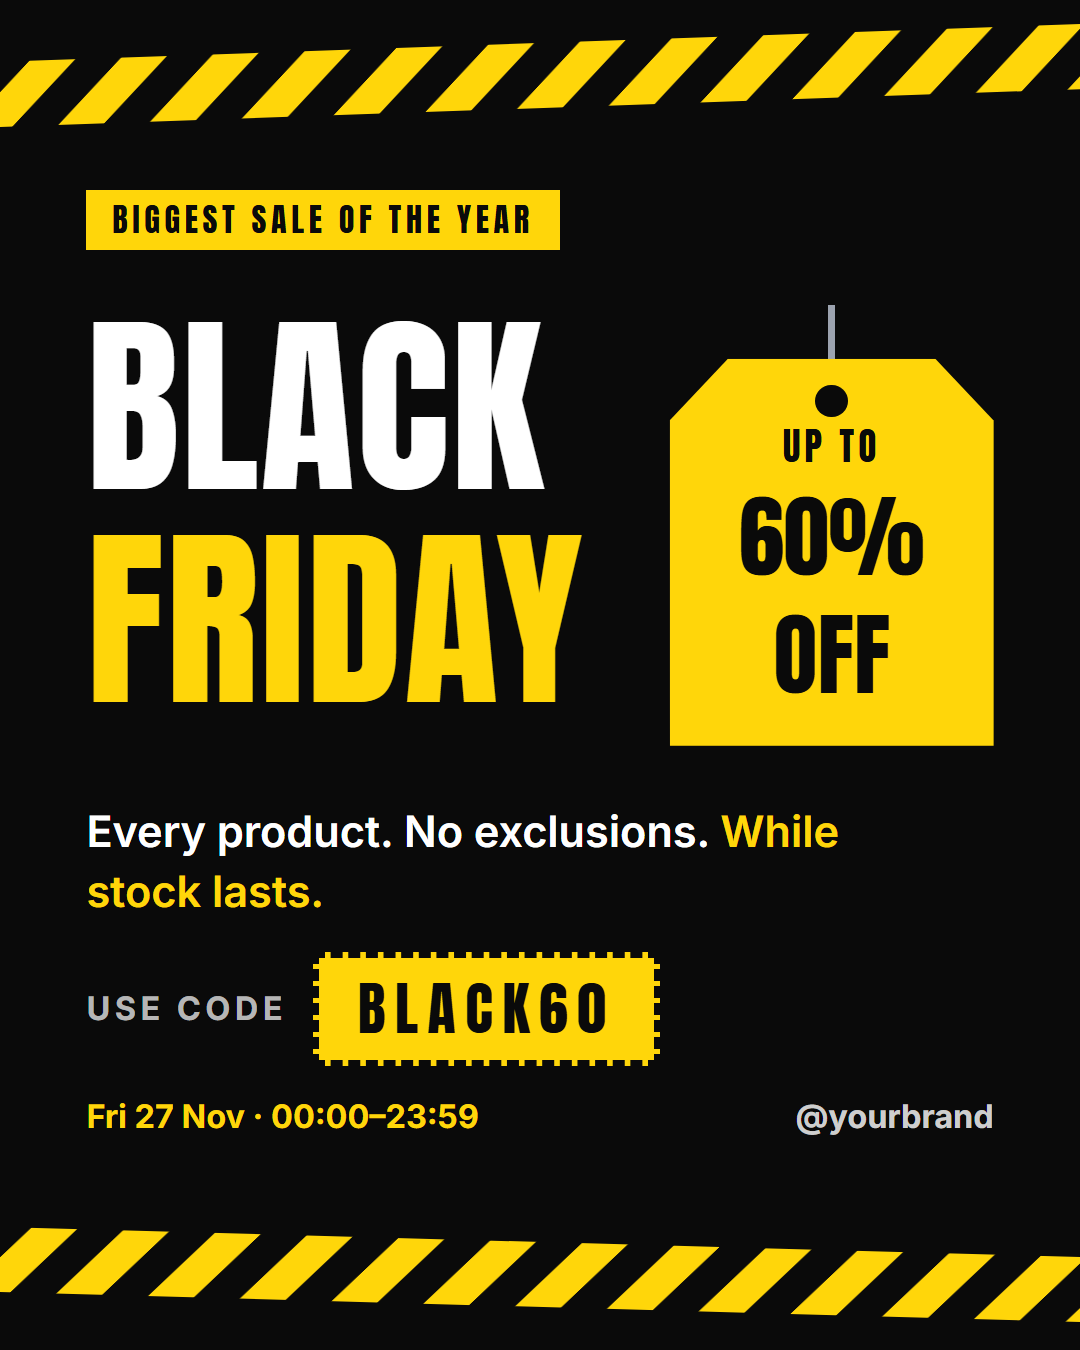 BIGGEST SALE OF THE YEAR
BLACK
FRIDAY
UP TO
60%
OFF
Every product. No exclusions. While
stock lasts.
USE CODE
BLACK60
Fri 27 Nov · 00:00–23:59
@yourbrand